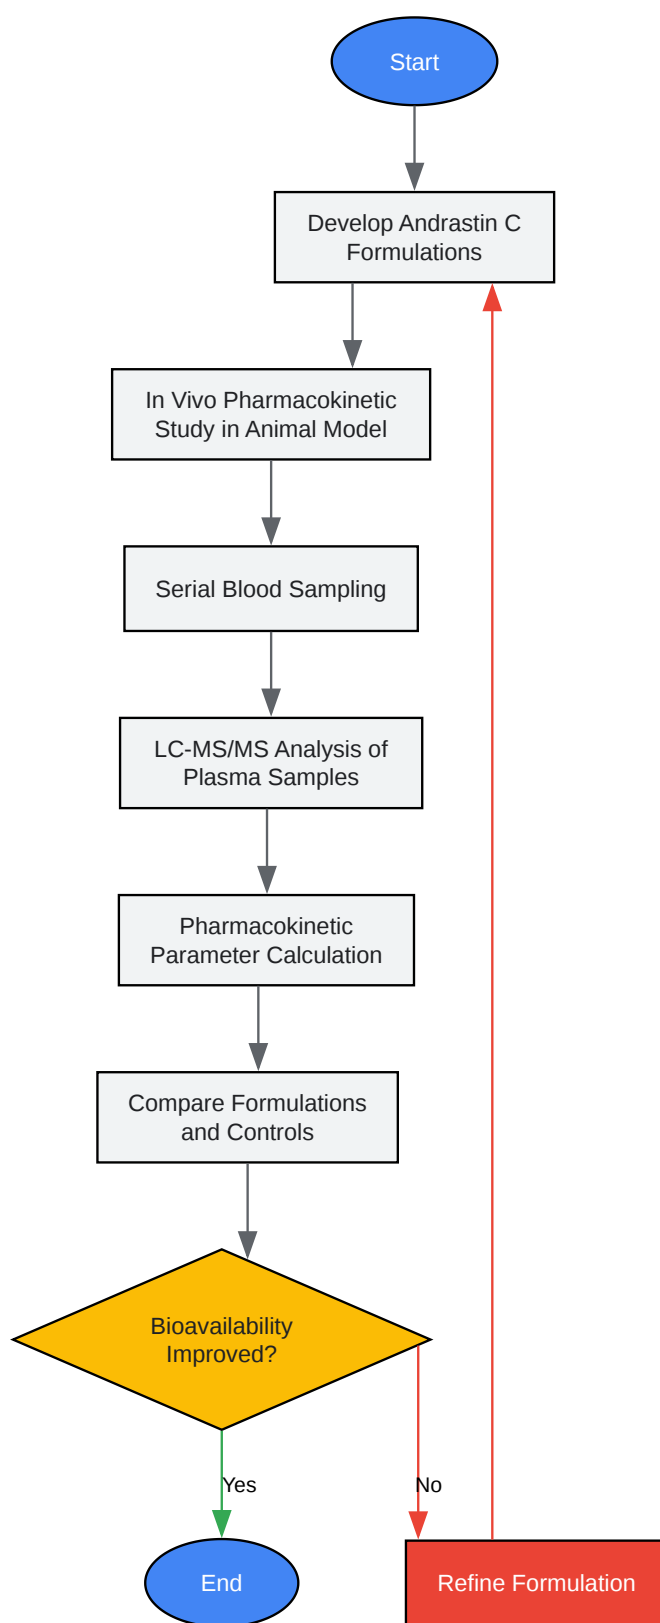 Start
Develop Andrastin C
Formulations
In Vivo Pharmacokinetic
Study in Animal Model
Serial Blood Sampling
LC-MS/MS Analysis of
Plasma Samples
Pharmacokinetic
Parameter Calculation
Compare Formulations
and Controls
Bioavailability
Improved?
Yes
No
End
Refine Formulation